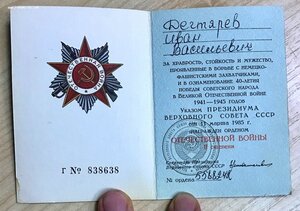 г № 838638
Дегтярев
Иван
Васильевич
ЗА ХРАБРОСТЬ, СТОЙКОСТЬ И МУЖЕСТВО,
ПРОЯВЛЕННЫЕ В БОРЬБЕ С НЕМЕЦКО-
ФАШИСТСКИМИ ЗАХВАТЧИКАМИ,
И В ОЗНАМЕНОВАНИЕ 40-ЛЕТИЯ
ПОБЕДЫ СОВЕТСКОГО НАРОДА
В ВЕЛИКОЙ ОТЕЧЕСТВЕННОЙ ВОЙНЕ
1941—1945 ГОДОВ
Указом ПРЕЗИДИУМА
ВЕРХОВНОГО СОВЕТА СССР
от 11 марта 1985 г.
НАГРАЖДЕН ОРДЕНОМ
ОТЕЧЕСТВЕННОЙ ВОЙНЫ
СТЕПЕНИ
№ ордена